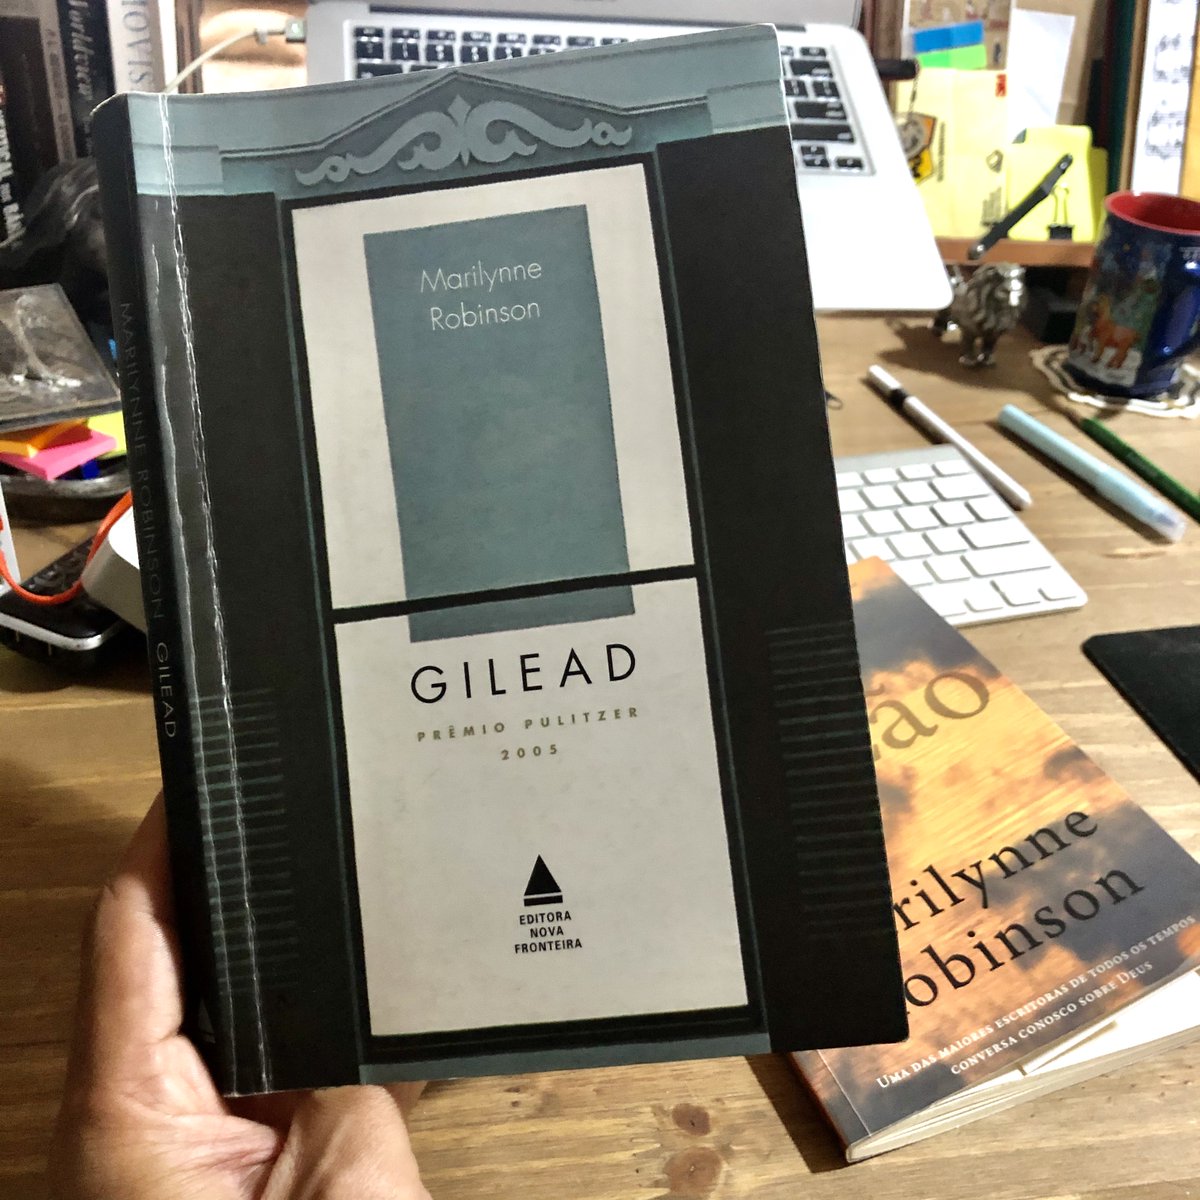 Marilynne
Robinson
GILEAD
PRÊMIO PULITZER
2005
EDITORA
NOVA
FRONTEIRA
MARILYNNE ROBINSON GILEAD
ão
rilynne
obinson
UMA DAS MAIORES ESCRITORAS DE TODOS OS TEMPOS
CONVERSA CONOSCO SOBRE DEUS